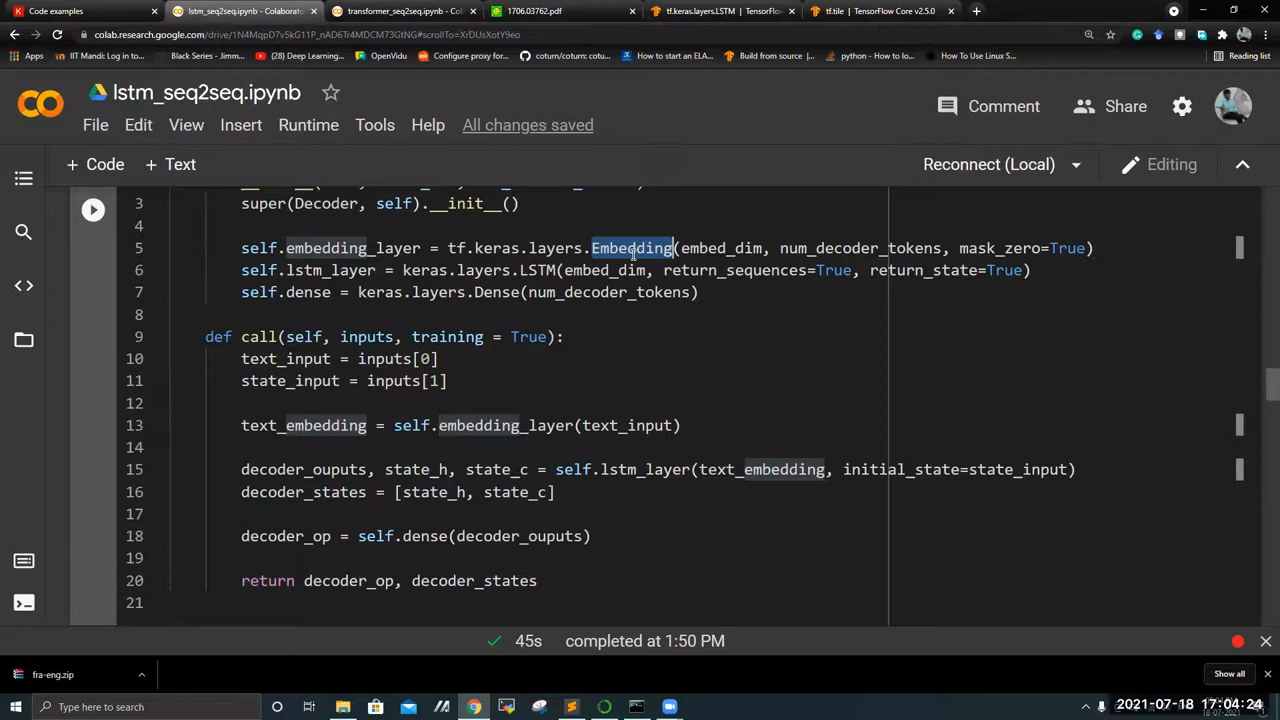 Code examples
lstm_seq2seq.ipynb - Colaborato
transformer_seq2seq.ipynb - Colla
1706.03762.pdf
tf.keras.layers.LSTM | TensorFlow
tf.tile | TensorFlow Core v2.5.0
colab.research.google.com/drive/1N4MqpD7v5kG11P_nAD6Tr4MDCM73GtNG#scrollTo=XrDUsXotY9eo
Apps
IIT Mandi: Log in to...
Black Series - Jimm...
(28) Deep Learning...
OpenVidu
Configure proxy for...
coturn/coturn: cotu...
How to start an ELA...
Build from source |...
python - How to loa...
How To Use Linux S...
Reading list
lstm_seq2seq.ipynb
Comment
Share
File Edit View Insert Runtime Tools Help All changes saved
+ Code + Text
Reconnect (Local)
Editing
3 super(Decoder, self).__init__()
4
5 self.embedding_layer = tf.keras.layers.Embedding(embed_dim, num_decoder_tokens, mask_zero=True)
6 self.lstm_layer = keras.layers.LSTM(embed_dim, return_sequences=True, return_state=True)
7 self.dense = keras.layers.Dense(num_decoder_tokens)
8
9 def call(self, inputs, training = True):
10 text_input = inputs[0]
11 state_input = inputs[1]
12
13 text_embedding = self.embedding_layer(text_input)
14
15 decoder_ouputs, state_h, state_c = self.lstm_layer(text_embedding, initial_state=state_input)
16 decoder_states = [state_h, state_c]
17
18 decoder_op = self.dense(decoder_ouputs)
19
20 return decoder_op, decoder_states
21
45s completed at 1:50 PM
fra-eng.zip
Show all
Type here to search
2021-07-18 17:04:24